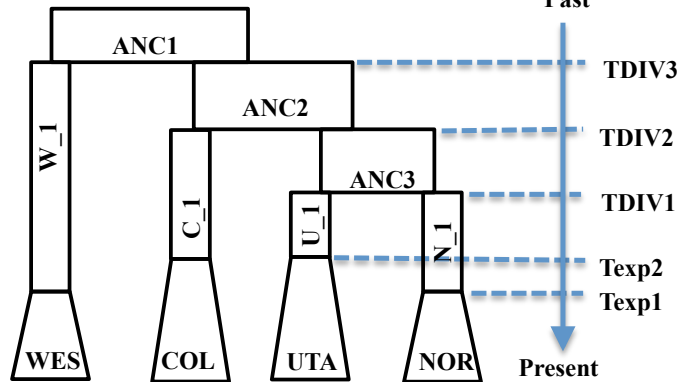 Past
ANC1
TDIV3
ANC2
W_1
TDIV2
ANC3
C_1
U_1
N_1
TDIV1
Texp2
Texp1
WES
COL
UTA
NOR
Present